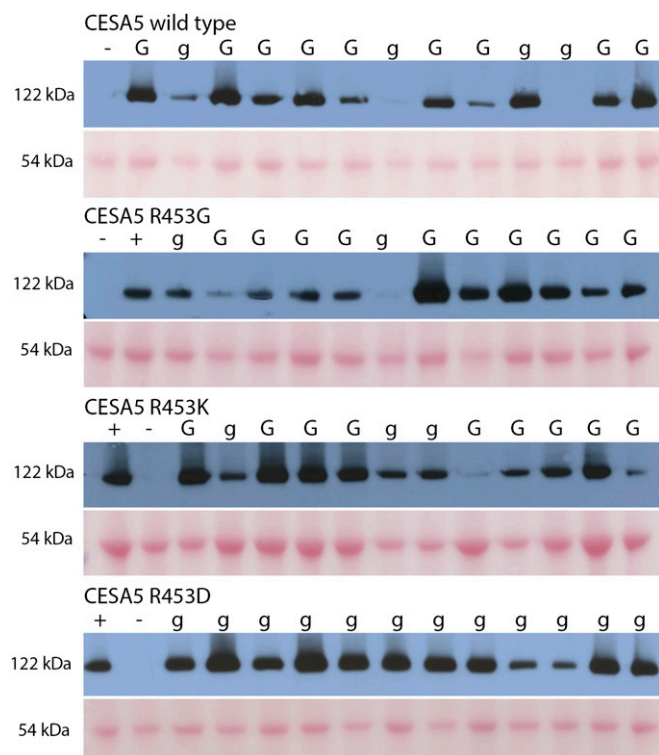 CESA5 wild type
- G g G G G G g G G g g G G
122 kDa
54 kDa
CESA5 R453G
- + g G G G G g G G G G G G
122 kDa
54 kDa
CESA5 R453K
+ - G g G G G g g G G G G G
122 kDa
54 kDa
CESA5 R453D
+ - g g g g g g g g g g g g
122 kDa
54 kDa